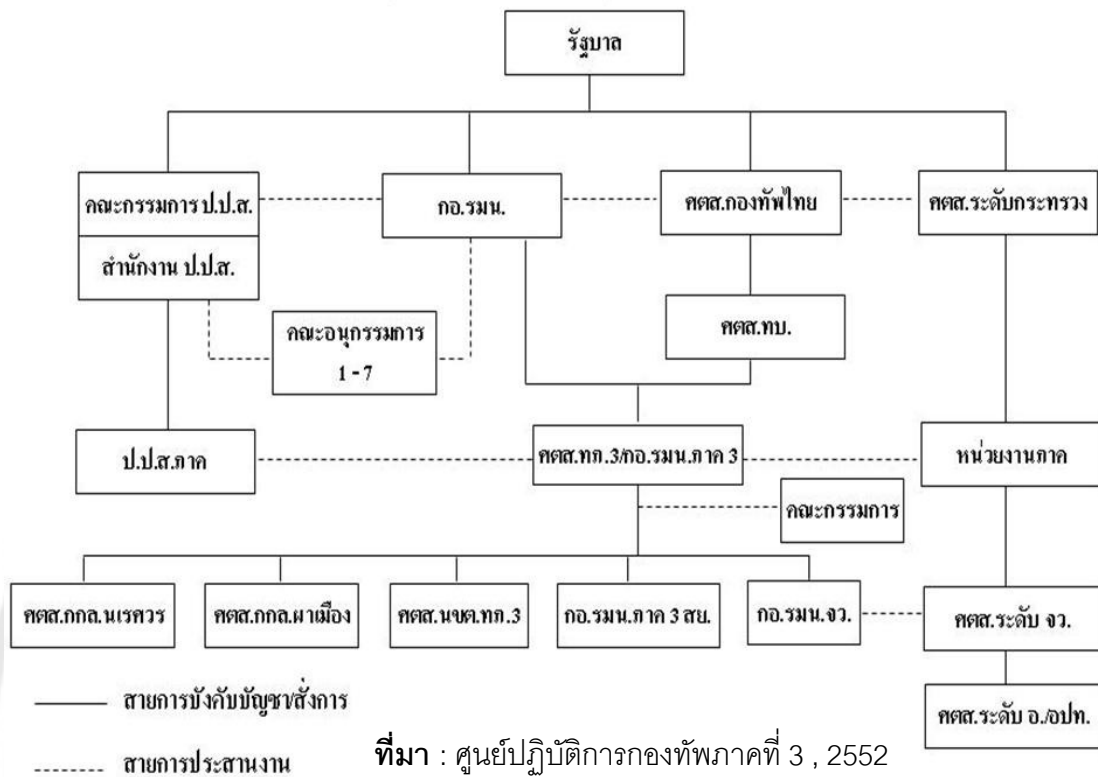 รัฐบาล
คณะกรรมการ ป.ป.ส.
กอ.รมน.
ศตส.กองทัพไทย
ศตส.ระดับกระทรวง
สำนักงาน ป.ป.ส.
คณะอนุกรรมการ
1 - 7
ศตส.ทบ.
ป.ป.ส.ภาค
ศตส.ทภ.3/กอ.รมน.ภาค 3
หน่วยงานภาค
คณะกรรมการ
ศตส.กกล.นเรศวร
ศตส.กกล.ผาเมือง
ศตส.นขต.ทภ.3
กอ.รมน.ภาค 3 สย.
กอ.รมน.จว.
ศตส.ระดับ จว.
ศตส.ระดับ อ./อปท.
สายการบังคับบัญชา/สั่งการ
สายการประสานงาน
ที่มา : ศูนย์ปฏิบัติการกองทัพภาคที่ 3 , 2552